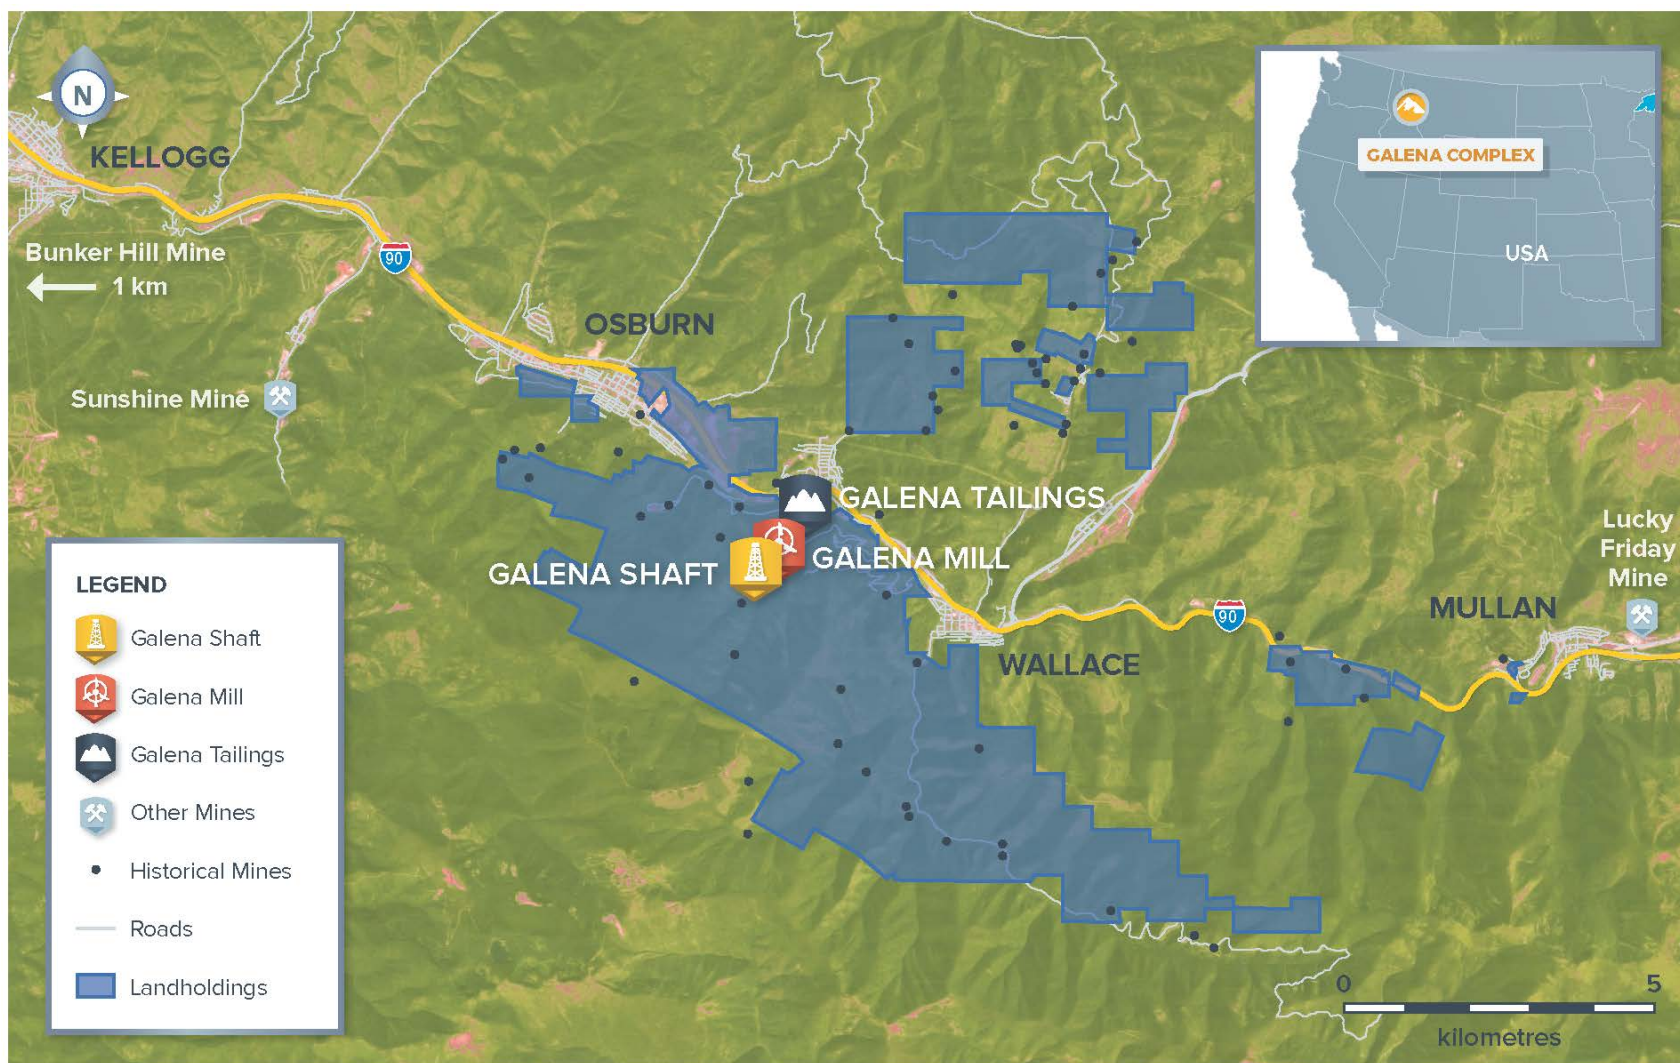 N
KELLOGG
Bunker Hill Mine
1 km
90
OSBURN
Sunshine Mine
GALENA COMPLEX
USA
GALENA TAILINGS
GALENA MILL
GALENA SHAFT
WALLACE
90
MULLAN
Lucky
Friday
Mine
LEGEND
Galena Shaft
Galena Mill
Galena Tailings
Other Mines
Historical Mines
Roads
Landholdings
0 5
kilometres